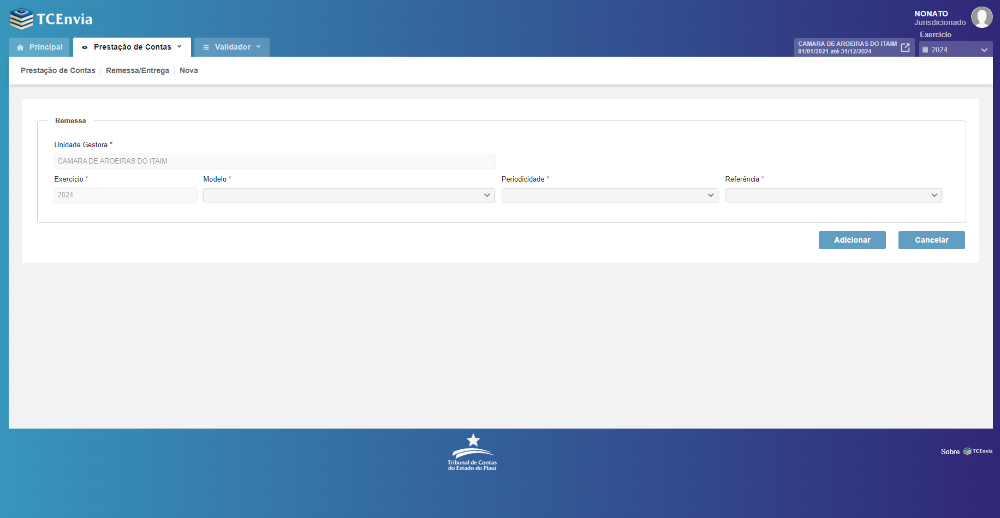 TCEnvia
NONATO
Jurisdicionado
Exercício
Principal
Prestação de Contas
Validador
CAMARA DE AROEIRAS DO ITAIM
01/01/2021 até 31/12/2024
2024
Prestação de Contas
Remessa/Entrega
Nova
Remessa
Unidade Gestora *
CAMARA DE AROEIRAS DO ITAIM
Exercício *
Modelo *
Periodicidade *
Referência *
2024
Adicionar
Cancelar
Tribunal de Contas
do Estado do Piauí
Sobre TCEnvia